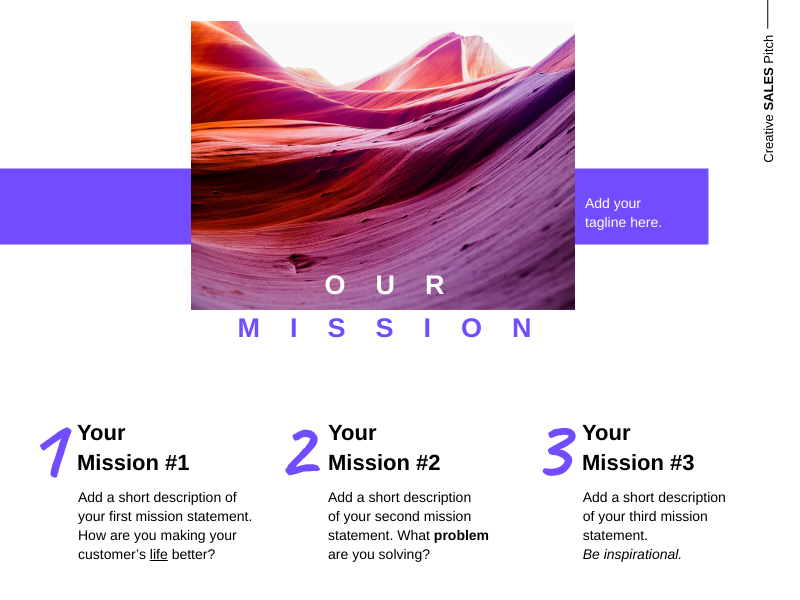 Creative SALES Pitch
Add your
tagline here.
O U R
M I S S I O N
1
Your
Mission #1
Add a short description of
your first mission statement.
How are you making your
customer’s life better?
2
Your
Mission #2
Add a short description
of your second mission
statement. What problem
are you solving?
3
Your
Mission #3
Add a short description
of your third mission
statement.
Be inspirational.